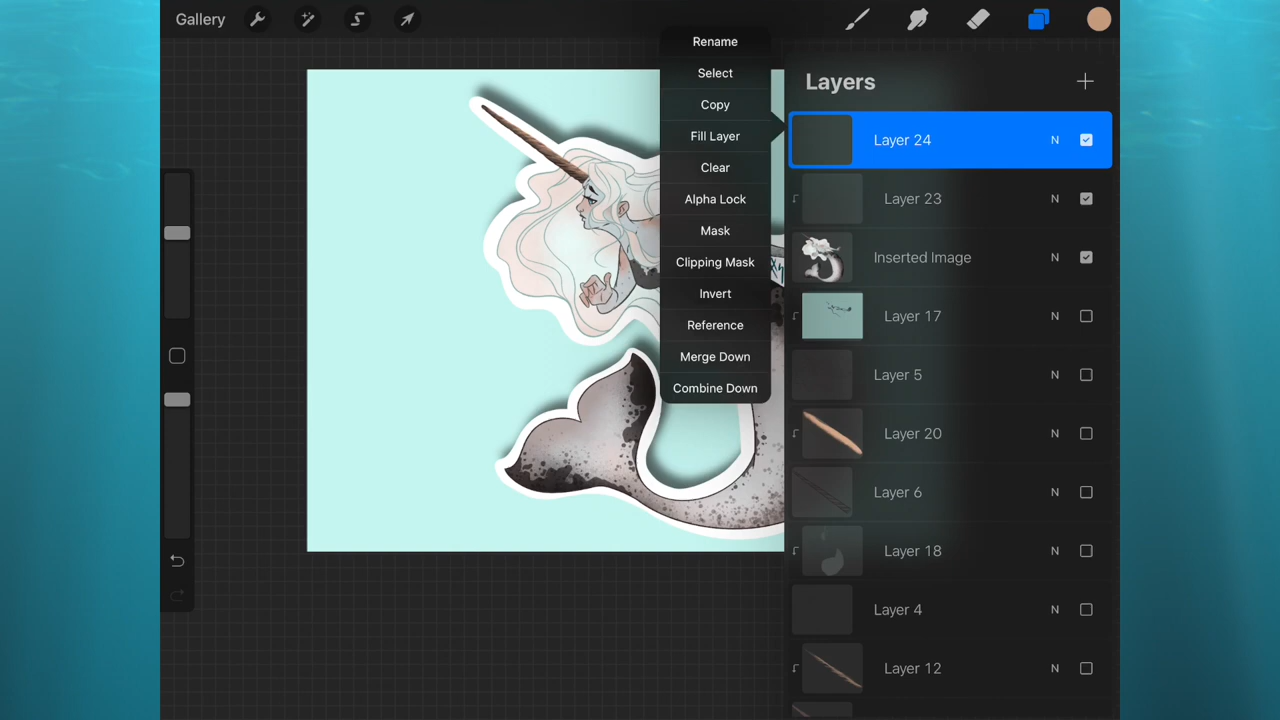 Gallery
Rename
Select
Copy
Fill Layer
Clear
Alpha Lock
Mask
Clipping Mask
Invert
Reference
Merge Down
Combine Down
Layers
Layer 24 N
Layer 23 N
Inserted Image N
Layer 17 N
Layer 5 N
Layer 20 N
Layer 6 N
Layer 18 N
Layer 4 N
Layer 12 N